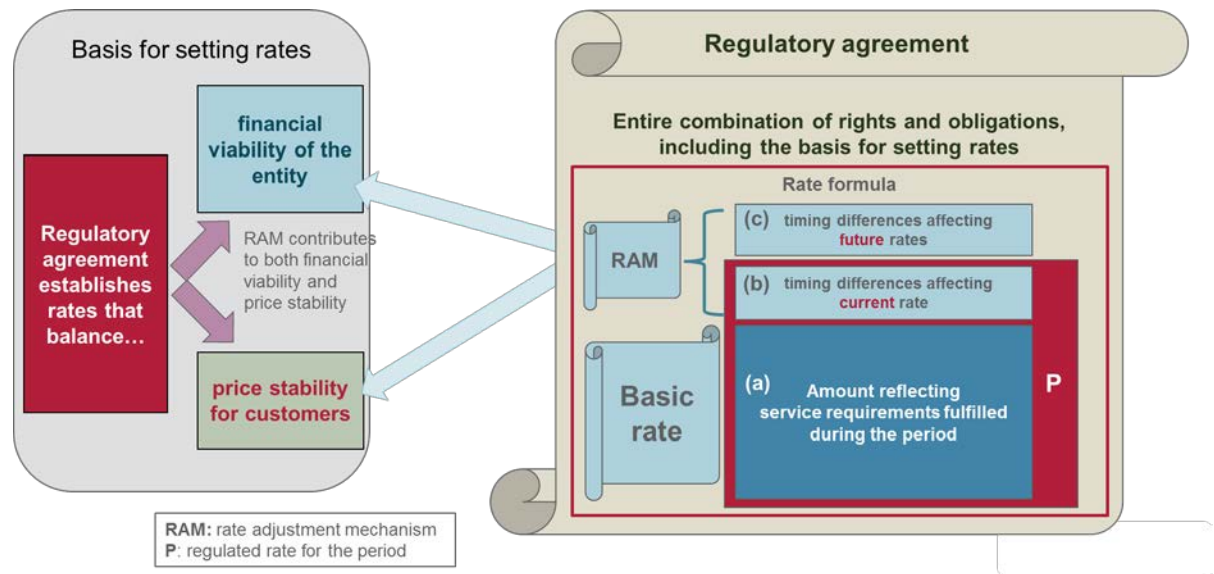 Basis for setting rates
financial
viability of the
entity
Regulatory
agreement
establishes
rates that
balance…
RAM contributes
to both financial
viability and
price stability
price stability
for customers
RAM: rate adjustment mechanism
P: regulated rate for the period
Regulatory agreement
Entire combination of rights and obligations,
including the basis for setting rates
Rate formula
RAM
(c) timing differences affecting
future rates
(b) timing differences affecting
current rate
Basic
rate
(a) Amount reflecting
service requirements fulfilled
during the period
P